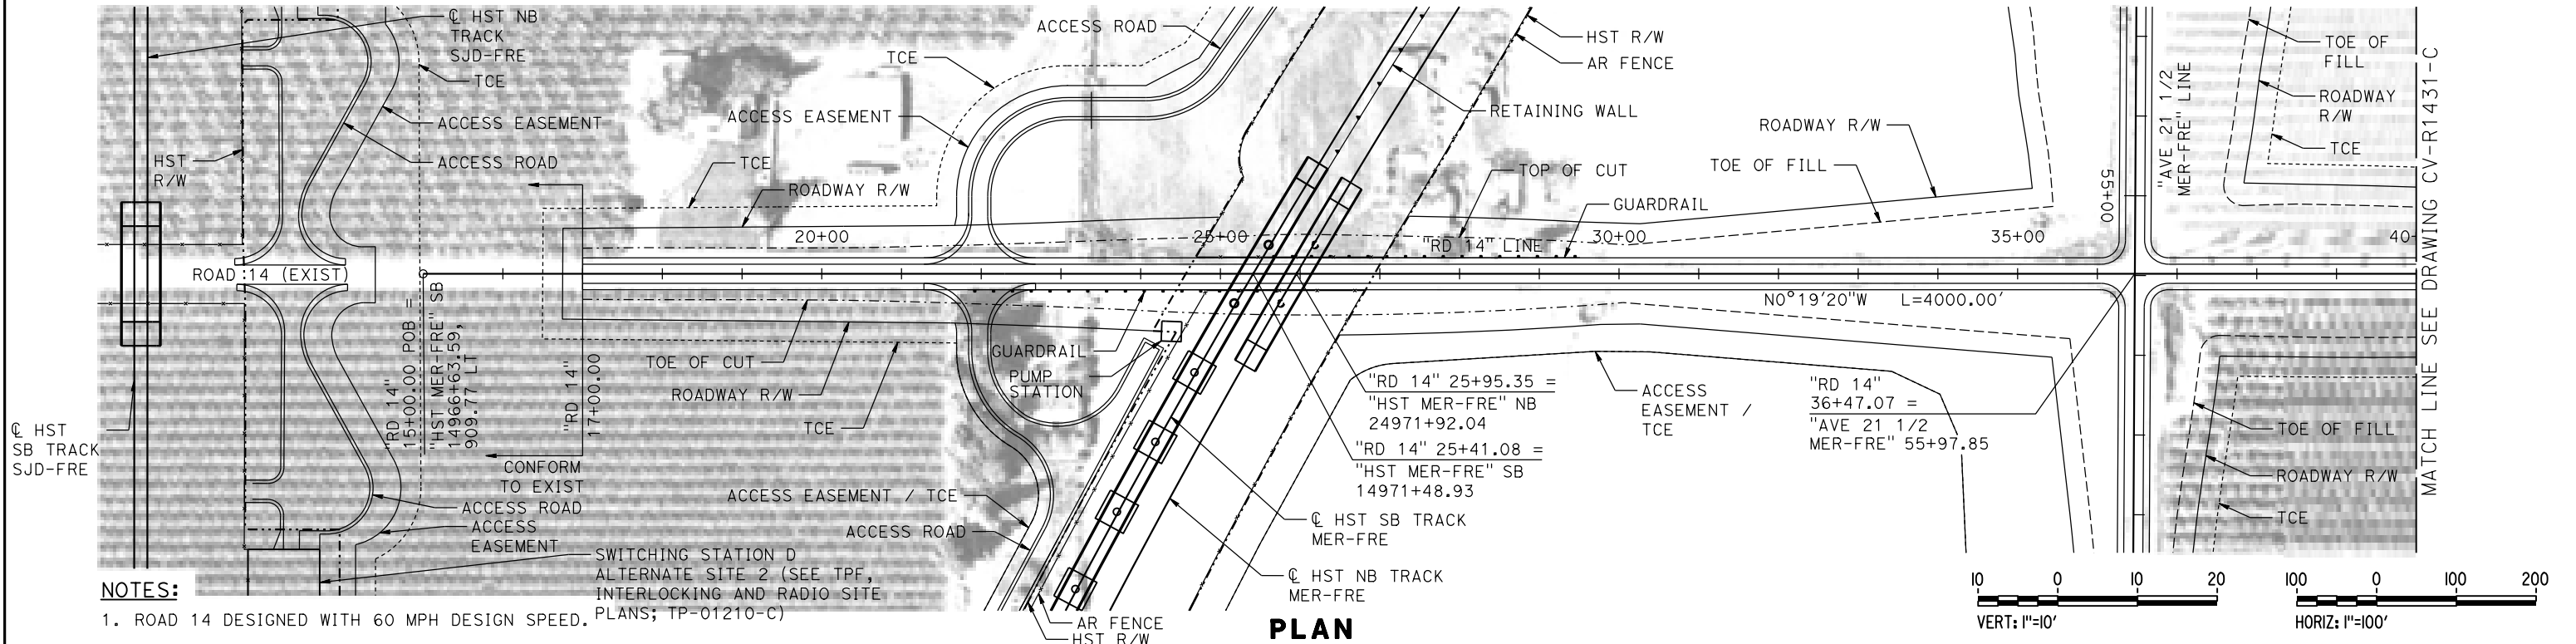 ℄ HST NB
TRACK
SJD-FRE
TCE
ACCESS EASEMENT
ACCESS ROAD
HST
R/W
ROAD 14 (EXIST)
℄ HST
SB TRACK
SJD-FRE
"RD 14"
15+00.00 POB =
"HST MER-FRE" SB
14966+63.59,
909.77 LT
"RD 14"
17+00.00
CONFORM
TO EXIST
ACCESS ROAD
ACCESS
EASEMENT
SWITCHING STATION D
ALTERNATE SITE 2 (SEE TPF,
INTERLOCKING AND RADIO SITE
PLANS; TP-01210-C)
NOTES:
1. ROAD 14 DESIGNED WITH 60 MPH DESIGN SPEED.
ACCESS ROAD
TCE
ACCESS EASEMENT
TCE
ROADWAY R/W
20+00
25+00
"RD 14" LINE
30+00
35+00
40
HST R/W
AR FENCE
RETAINING WALL
ROADWAY R/W
TOE OF FILL
TOP OF CUT
GUARDRAIL
N0°19'20"W L=4000.00'
TOE OF CUT
ROADWAY R/W
TCE
GUARDRAIL
PUMP
STATION
"RD 14" 25+95.35 =
"HST MER-FRE" NB
24971+92.04
"RD 14" 25+41.08 =
"HST MER-FRE" SB
14971+48.93
ACCESS
EASEMENT /
TCE
"RD 14"
36+47.07 =
"AVE 21 1/2
MER-FRE" 55+97.85
ACCESS EASEMENT / TCE
ACCESS ROAD
℄ HST SB TRACK
MER-FRE
℄ HST NB TRACK
MER-FRE
AR FENCE
HST R/W
PLAN
55+00
"AVE 21 1/2
MER-FRE" LINE
TOE OF
FILL
ROADWAY
R/W
TCE
TOE OF FILL
ROADWAY R/W
TCE
MATCH LINE SEE DRAWING CV-R1431-C
10 0 10 20
VERT: 1"=10'
100 0 100 200
HORIZ: 1"=100'